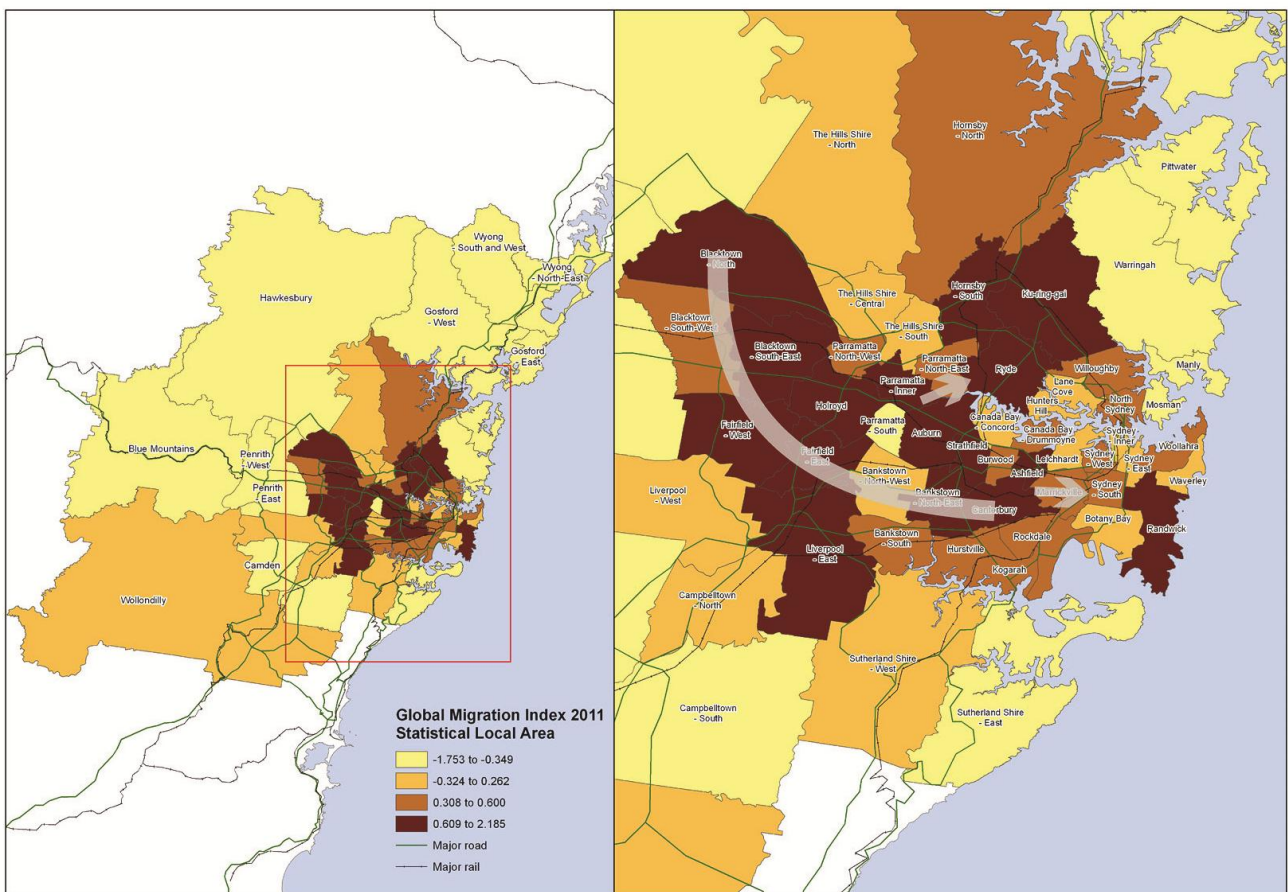 Hawkesbury
Wyong
- South and West
Wyong
- North-East
Gosford
- West
Gosford
- East
Blue Mountains
Penrith
- West
Penrith
- East
Camden
Wollondilly
Global Migration Index 2011
Statistical Local Area
-1.753 to -0.349
-0.324 to 0.262
0.308 to 0.600
0.609 to 2.185
Major road
Major rail
The Hills Shire
- North
Hornsby
- North
Pittwater
Warringah
Blacktown
- North
Hornsby
- South
Ku-ring-gai
The Hills Shire
- Central
Blacktown
- South-West
The Hills Shire
- South
Blacktown
- South-East
Parramatta
- North-West
Parramatta
- North-East
Ryde
Willoughby
Manly
Parramatta
- Inner
Lane
Cove
Hunters
Hill
North
Sydney
Mosman
Holroyd
Canada Bay
- Concord
Parramatta
- South
Fairfield
- West
Auburn
Canada Bay
- Drummoyne
Sydney
- Inner
Woollahra
Strathfield
Fairfield
- East
Burwood
Leichhardt
Sydney
- West
Sydney
- East
Bankstown
- North-West
Ashfield
Waverley
Liverpool
- West
Bankstown
- North-East
Marrickville
Sydney
- South
Canterbury
Botany Bay
Randwick
Bankstown
- South
Rockdale
Liverpool
- East
Hurstville
Kogarah
Campbelltown
- North
Sutherland Shire
- West
Campbelltown
- South
Sutherland Shire
- East